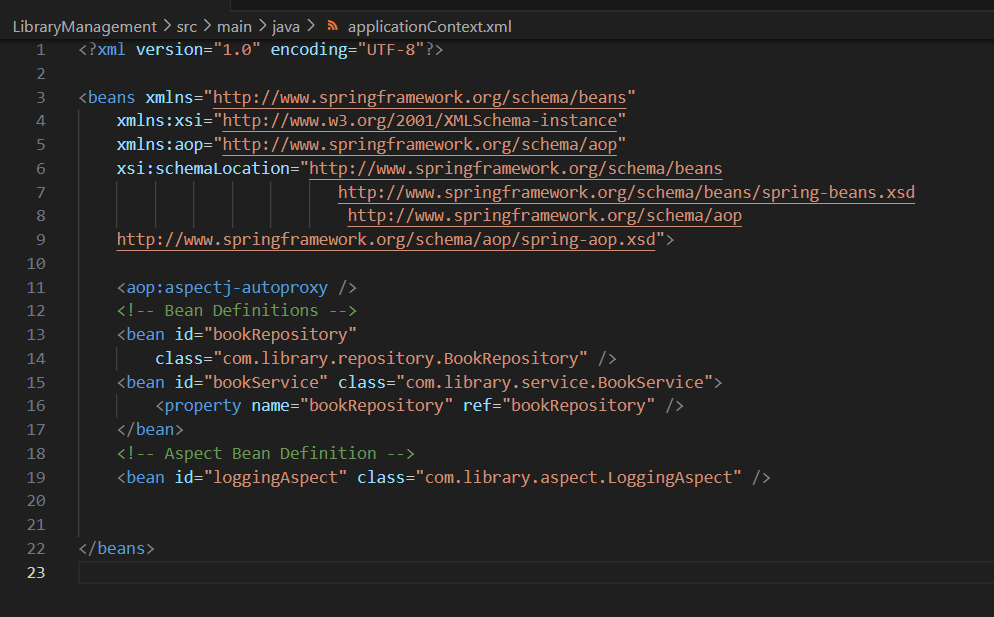 LibraryManagement > src > main > java > applicationContext.xml
1 <?xml version="1.0" encoding="UTF-8"?>
2
3 <beans xmlns="http://www.springframework.org/schema/beans"
4 xmlns:xsi="http://www.w3.org/2001/XMLSchema-instance"
5 xmlns:aop="http://www.springframework.org/schema/aop"
6 xsi:schemaLocation="http://www.springframework.org/schema/beans
7 http://www.springframework.org/schema/beans/spring-beans.xsd
8 http://www.springframework.org/schema/aop
9 http://www.springframework.org/schema/aop/spring-aop.xsd">
10
11 <aop:aspectj-autoproxy />
12 <!-- Bean Definitions -->
13 <bean id="bookRepository"
14 class="com.library.repository.BookRepository" />
15 <bean id="bookService" class="com.library.service.BookService">
16 <property name="bookRepository" ref="bookRepository" />
17 </bean>
18 <!-- Aspect Bean Definition -->
19 <bean id="loggingAspect" class="com.library.aspect.LoggingAspect" />
20
21
22 </beans>
23